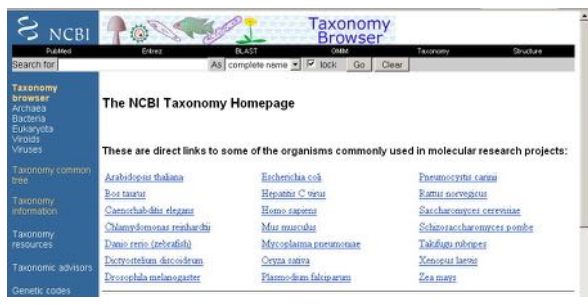 NCBI
Taxonomy
Browser
PubMed Entrez BLAST OMIM Taxonomy Structure
Search for As complete name lock Go Clear
Taxonomy
browser
Archaea
Bacteria
Eukaryota
Viroids
Viruses
Taxonomy common
tree
Taxonomy
information
Taxonomy
resources
Taxonomic advisors
Genetic codes
The NCBI Taxonomy Homepage
These are direct links to some of the organisms commonly used in molecular research projects:
Arabidopsis thaliana Escherichia coli Pneumocystis carinii
Bos taurus Hepatitis C virus Rattus norvegicus
Caenorhabditis elegans Homo sapiens Saccharomyces cerevisiae
Chlamydomonas reinhardtii Mus musculus Schizosaccharomyces pombe
Danio rerio (zebrafish) Mycoplasma pneumoniae Takifugu rubripes
Dictyostelium discoideum Oryza sativa Xenopus laevis
Drosophila melanogaster Plasmodium falciparum Zea mays